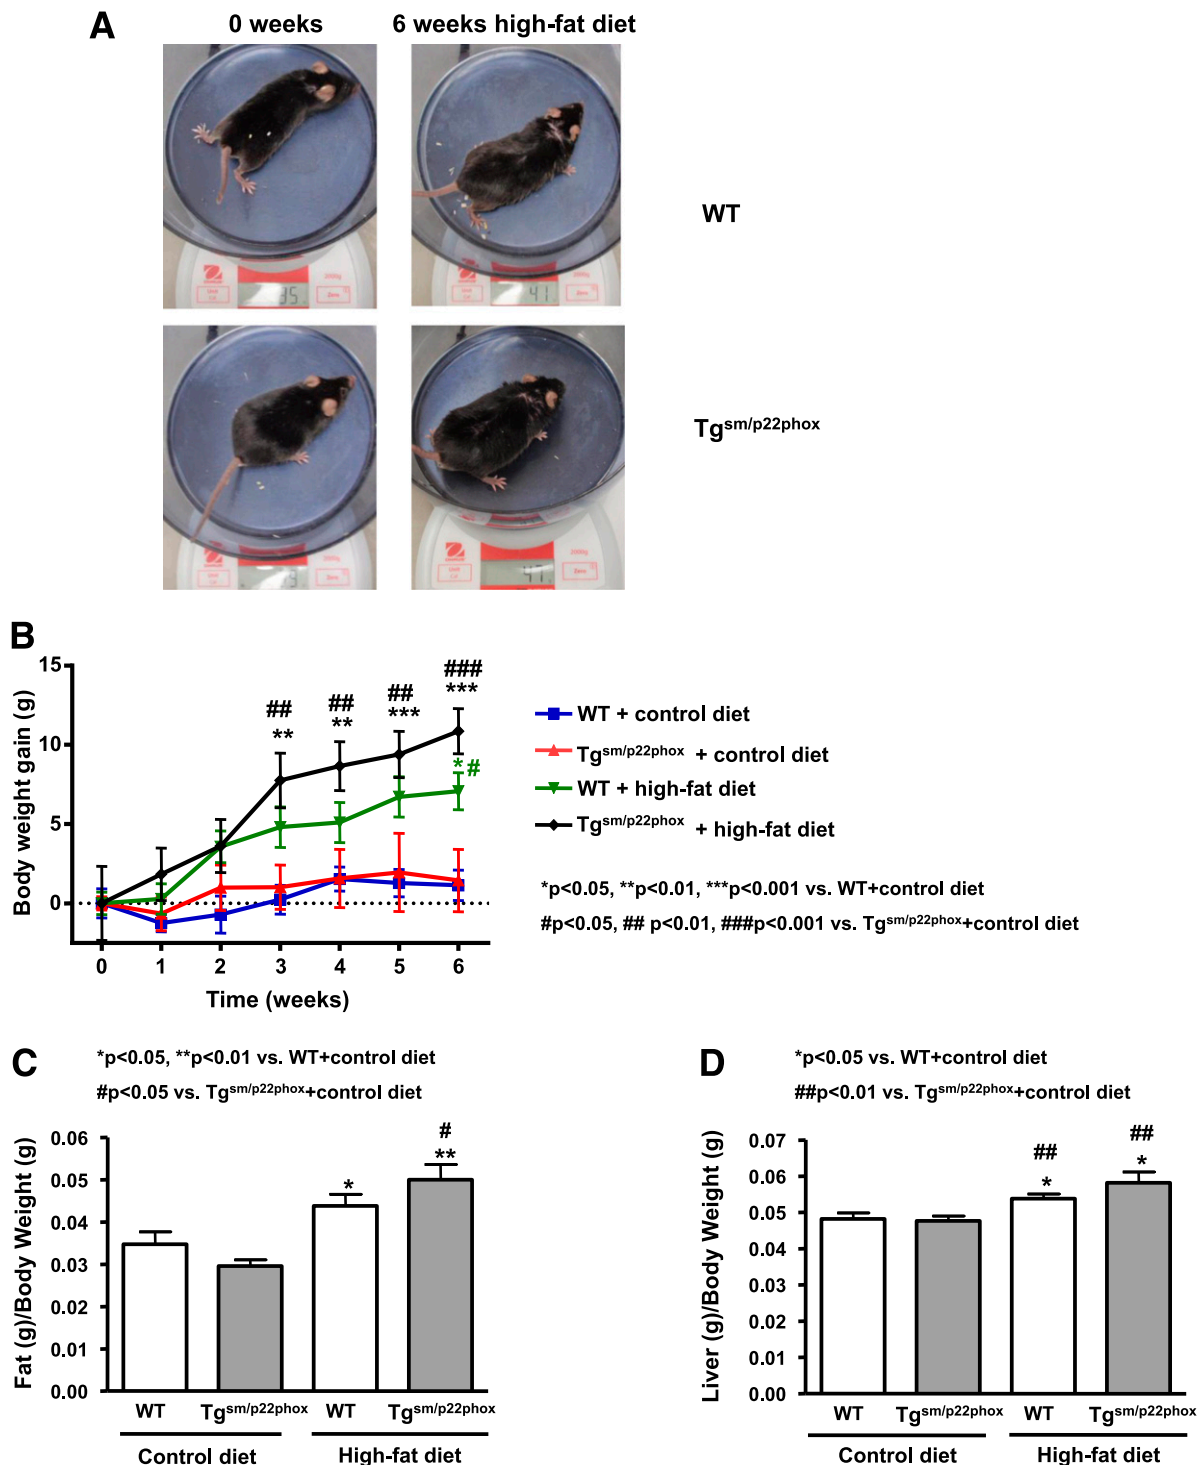 A
0 weeks
6 weeks high-fat diet
35
41
WT
47
Tgsm/p22phox
B
Body weight gain (g)
15
10
5
0
0 1 2 3 4 5 6
Time (weeks)
##
**
##
**
##
***
###
***
*#
WT + control diet
Tgsm/p22phox + control diet
WT + high-fat diet
Tgsm/p22phox + high-fat diet
*p<0.05, **p<0.01, ***p<0.001 vs. WT+control diet
#p<0.05, ## p<0.01, ###p<0.001 vs. Tgsm/p22phox+control diet
C
*p<0.05, **p<0.01 vs. WT+control diet
#p<0.05 vs. Tgsm/p22phox+control diet
Fat (g)/Body Weight (g)
0.06
0.05
0.04
0.03
0.02
0.01
0.00
*
#
**
WT Tgsm/p22phox WT Tgsm/p22phox
Control diet High-fat diet
D
*p<0.05 vs. WT+control diet
##p<0.01 vs. Tgsm/p22phox+control diet
Liver (g)/Body Weight (g)
0.07
0.06
0.05
0.04
0.03
0.02
0.01
0.00
##
*
##
*
WT Tgsm/p22phox WT Tgsm/p22phox
Control diet High-fat diet